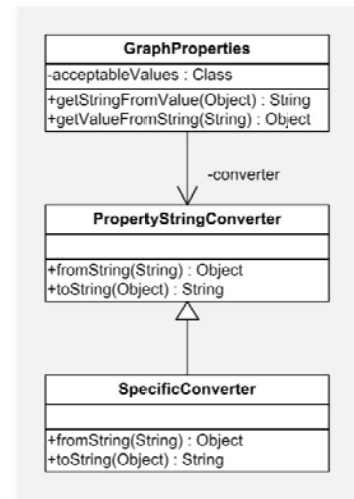 GraphProperties
-acceptableValues : Class
+getStringFromValue(Object) : String
+getValueFromString(String) : Object
-converter
PropertyStringConverter
+fromString(String) : Object
+toString(Object) : String
SpecificConverter
+fromString(String) : Object
+toString(Object) : String